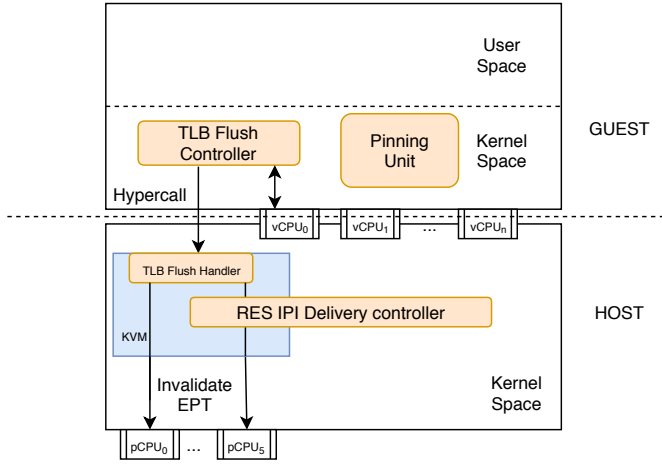 User
Space
TLB Flush
Controller
Pinning
Unit
Kernel
Space
GUEST
Hypercall
vCPU0
vCPU1
...
vCPUn
TLB Flush Handler
RES IPI Delivery controller
HOST
KVM
Invalidate
EPT
Kernel
Space
pCPU0
...
pCPU5